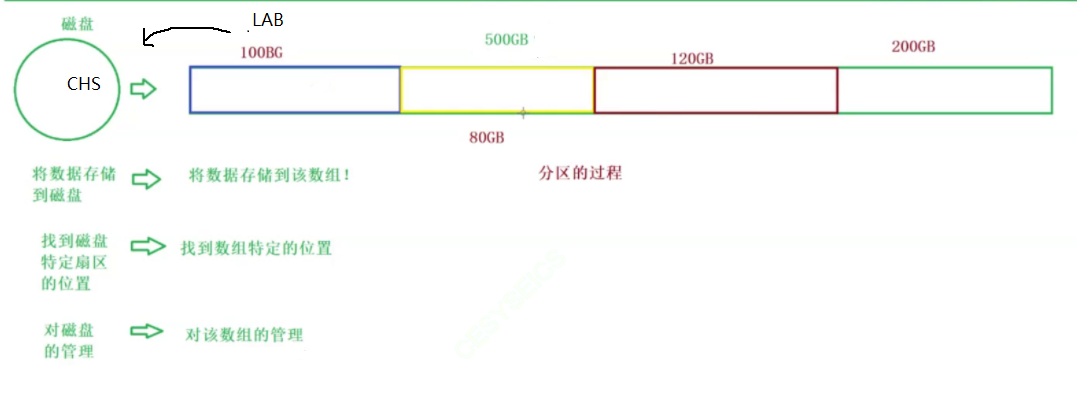 磁盘
LAB
100BG
500GB
120GB
200GB
CHS
80GB
将数据存储
到磁盘
将数据存储到该数组！
分区的过程
找到磁盘
特定扇区
的位置
找到数组特定的位置
对磁盘
的管理
对该数组的管理